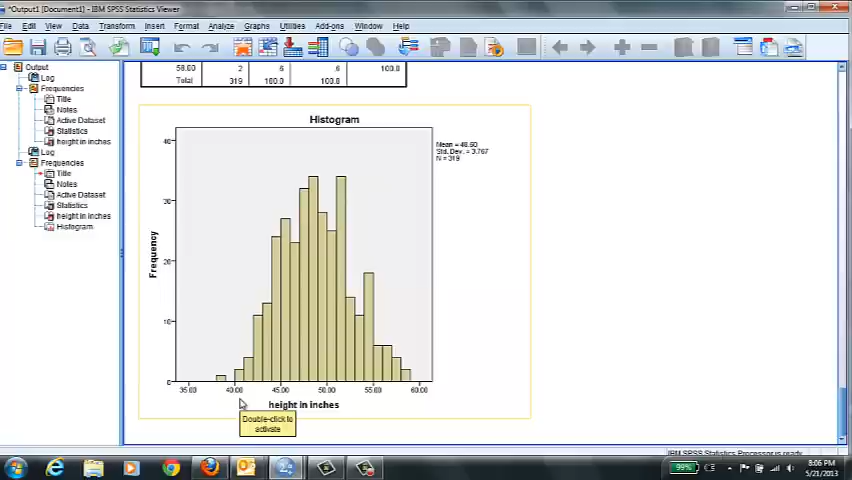 *Output1 [Document1] - IBM SPSS Statistics Viewer
File Edit View Data Transform Insert Format Analyze Graphs Utilities Add-ons Window Help
Output
Log
Frequencies
Title
Notes
Active Dataset
Statistics
height in inches
Log
Frequencies
Title
Notes
Active Dataset
Statistics
height in inches
Histogram
58.00 2 .6 .6 100.0
Total 319 100.0 100.0
Histogram
Mean = 48.60
Std. Dev. = 3.767
N = 319
Frequency
40
30
20
10
0
35.00 40.00 45.00 50.00 55.00 60.00
height in inches
Double-click to
activate
IBM SPSS Statistics Processor is ready
99%
8:06 PM
5/21/2013